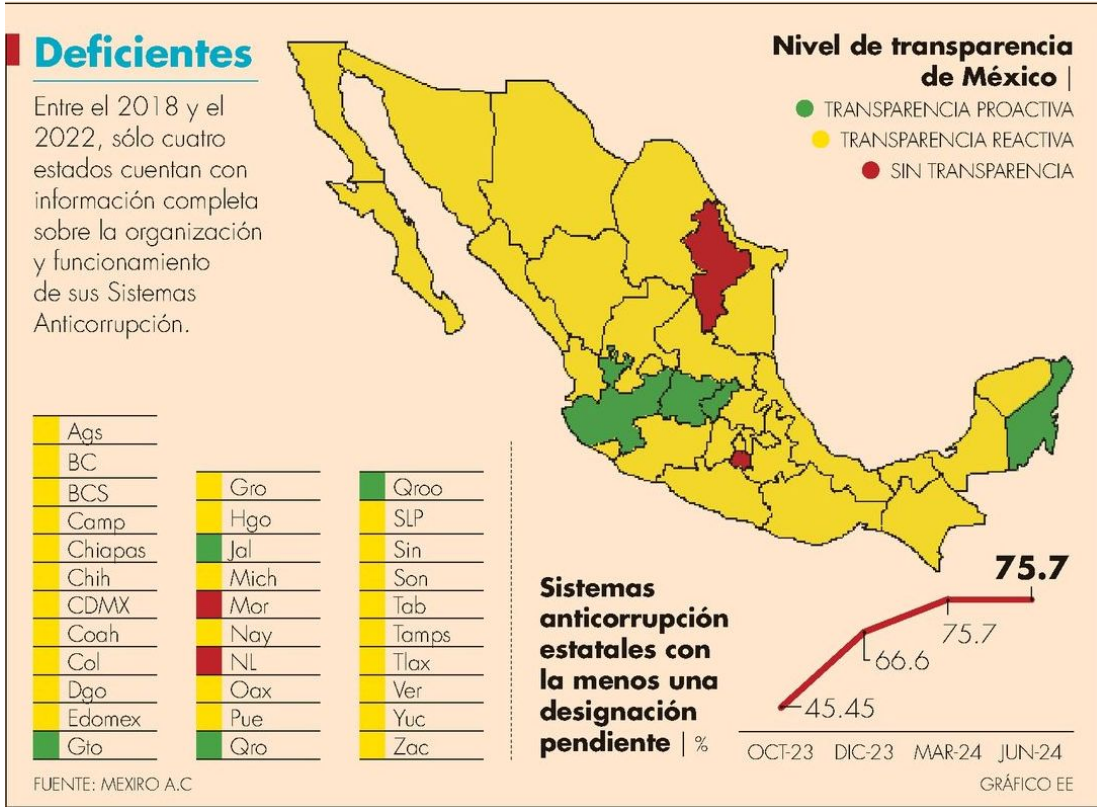 Deficientes
Entre el 2018 y el
2022, sólo cuatro
estados cuentan con
información completa
sobre la organización
y funcionamiento
de sus Sistemas
Anticorrupción.
Nivel de transparencia
de México |
TRANSPARENCIA PROACTIVA
TRANSPARENCIA REACTIVA
SIN TRANSPARENCIA
Ags
BC
BCS
Camp
Chiapas
Chih
CDMX
Coah
Col
Dgo
Edomex
Gto
Gro
Hgo
Jal
Mich
Mor
Nay
NL
Oax
Pue
Qro
Qroo
SLP
Sin
Son
Tab
Tamps
Tlax
Ver
Yuc
Zac
Sistemas
anticorrupción
estatales con
la menos una
designación
pendiente | %
75.7
75.7
66.6
45.45
OCT-23 DIC-23 MAR-24 JUN-24
FUENTE: MEXIRO A.C
GRÁFICO EE